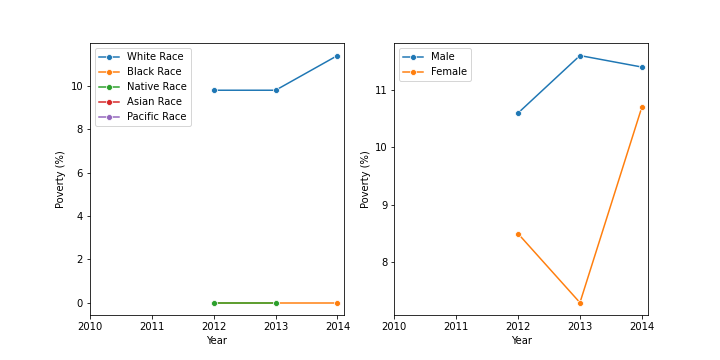 White Race
Black Race
Native Race
Asian Race
Pacific Race
10
8
6
4
2
0
Poverty (%)
2010 2011 2012 2013 2014
Year
Male
Female
11
10
9
8
Poverty (%)
2010 2011 2012 2013 2014
Year